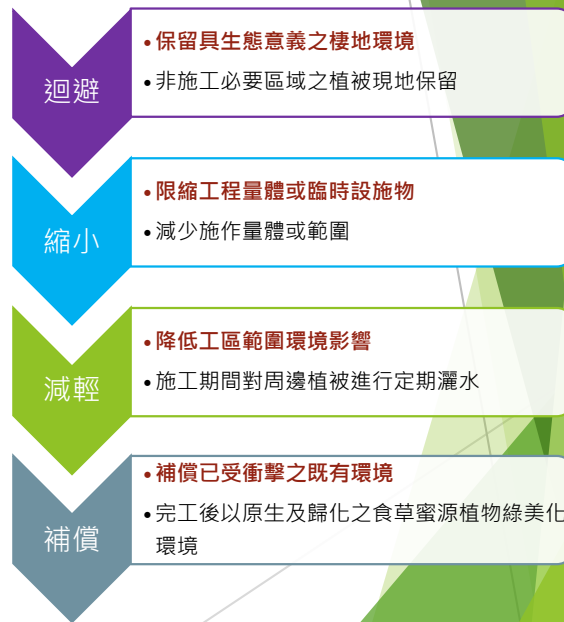 迴避
•保留具生態意義之棲地環境
•非施工必要區域之植被現地保留
縮小
•限縮工程量體或臨時設施物
•減少施作量體或範圍
減輕
•降低工區範圍環境影響
•施工期間對周邊植被進行定期灑水
補償
•補償已受衝擊之既有環境
•完工後以原生及歸化之食草蜜源植物綠美化
環境